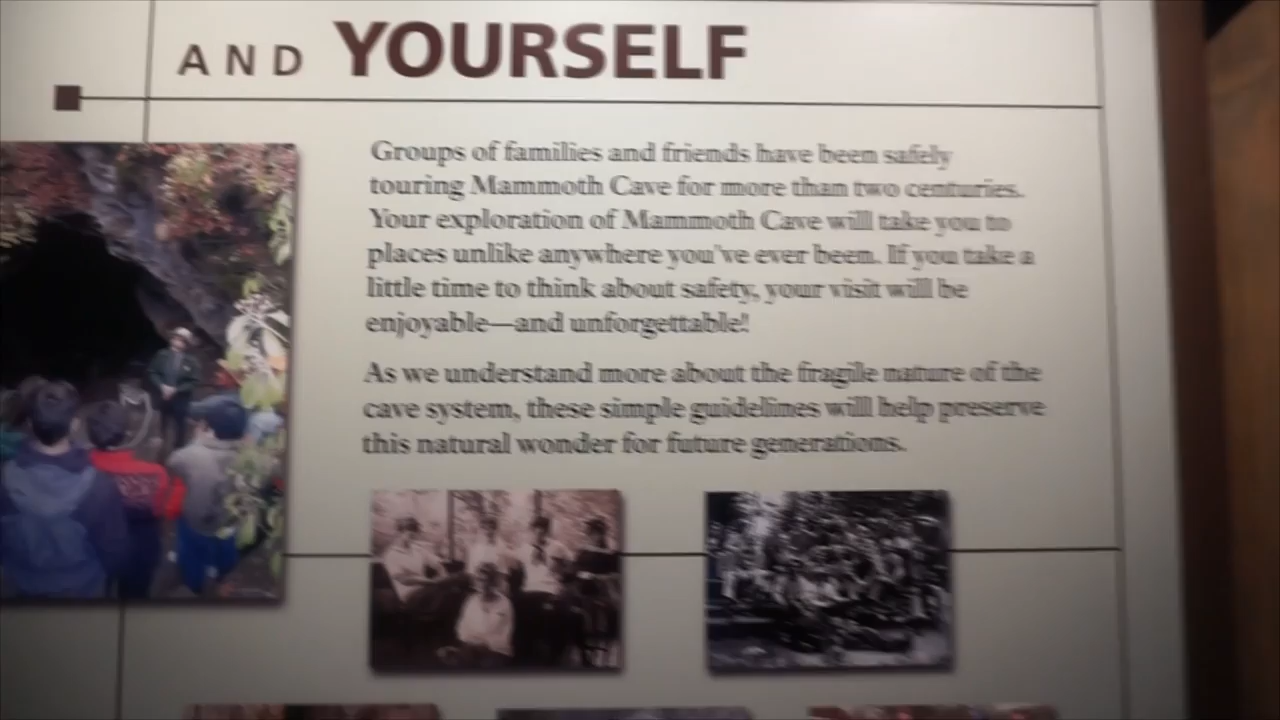 AND YOURSELF
Groups of families and friends have been safely
touring Mammoth Cave for more than two centuries.
Your exploration of Mammoth Cave will take you to
places unlike anywhere you've ever been. If you take a
little time to think about safety, your visit will be
enjoyable—and unforgettable!
As we understand more about the fragile nature of the
cave system, these simple guidelines will help preserve
this natural wonder for future generations.